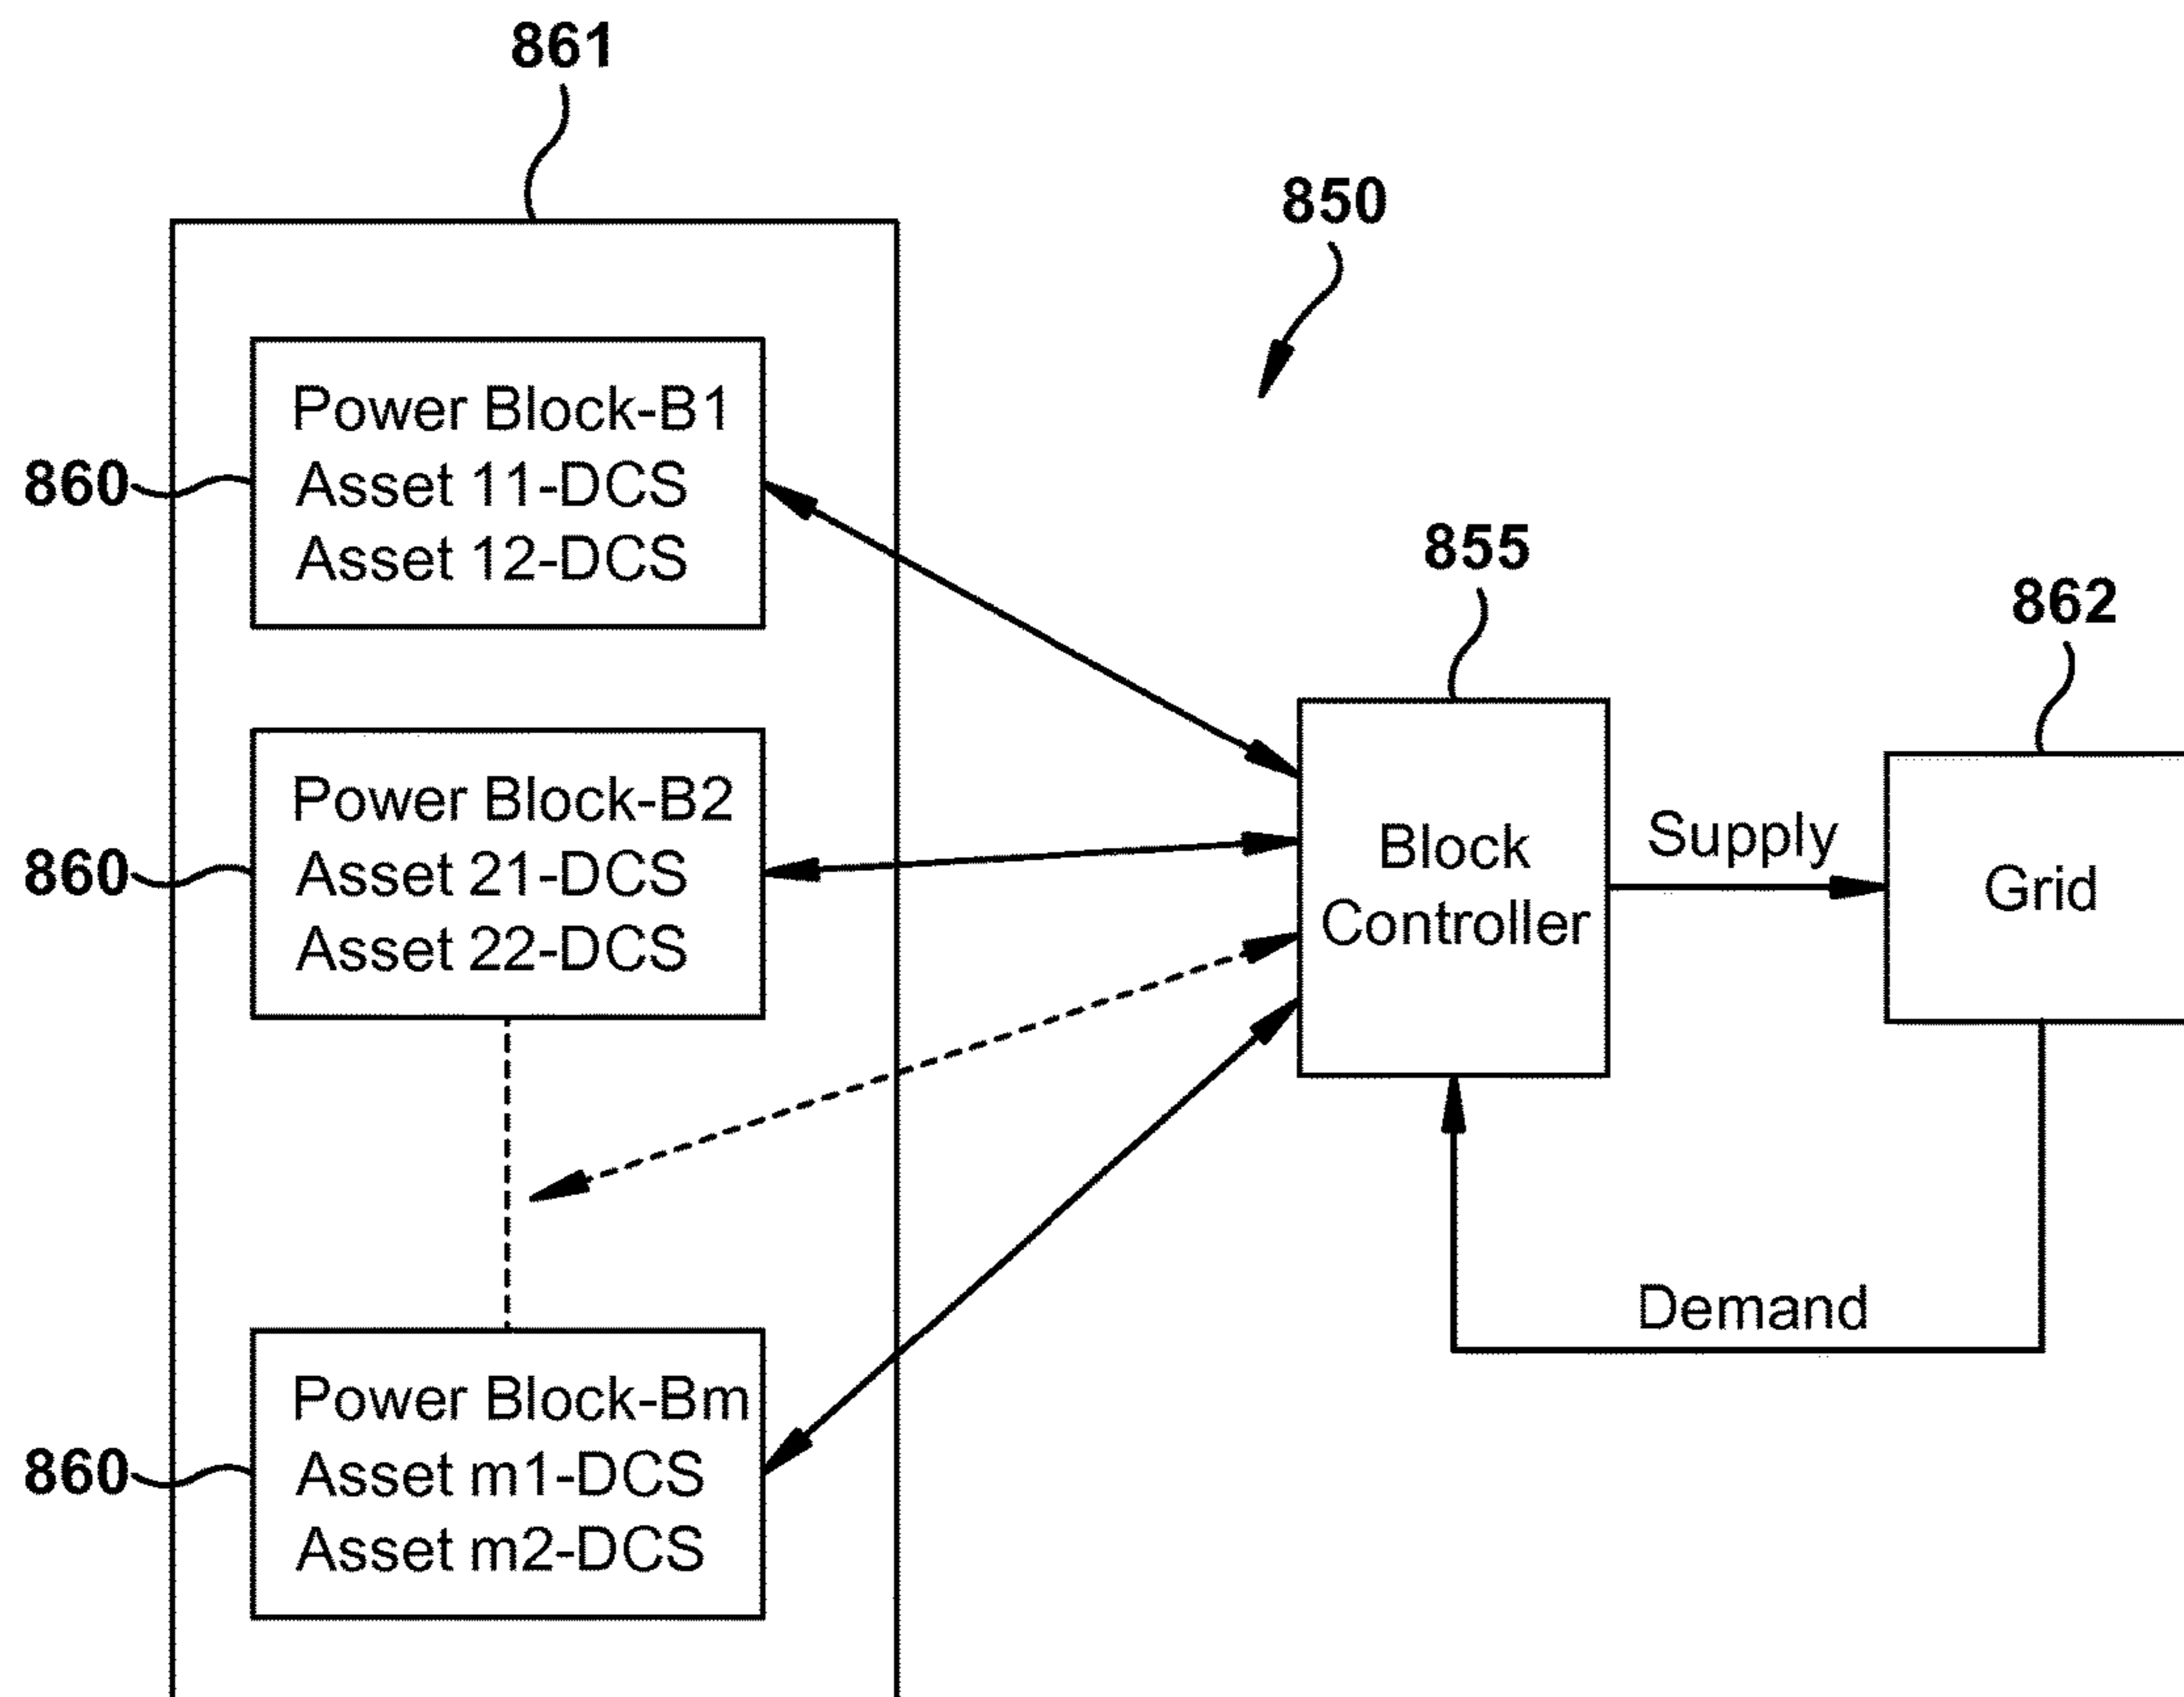 861
850
860
Power Block-B1
Asset 11-DCS
Asset 12-DCS
855
862
860
Power Block-B2
Asset 21-DCS
Asset 22-DCS
Block
Controller
Supply
Grid
Demand
860
Power Block-Bm
Asset m1-DCS
Asset m2-DCS